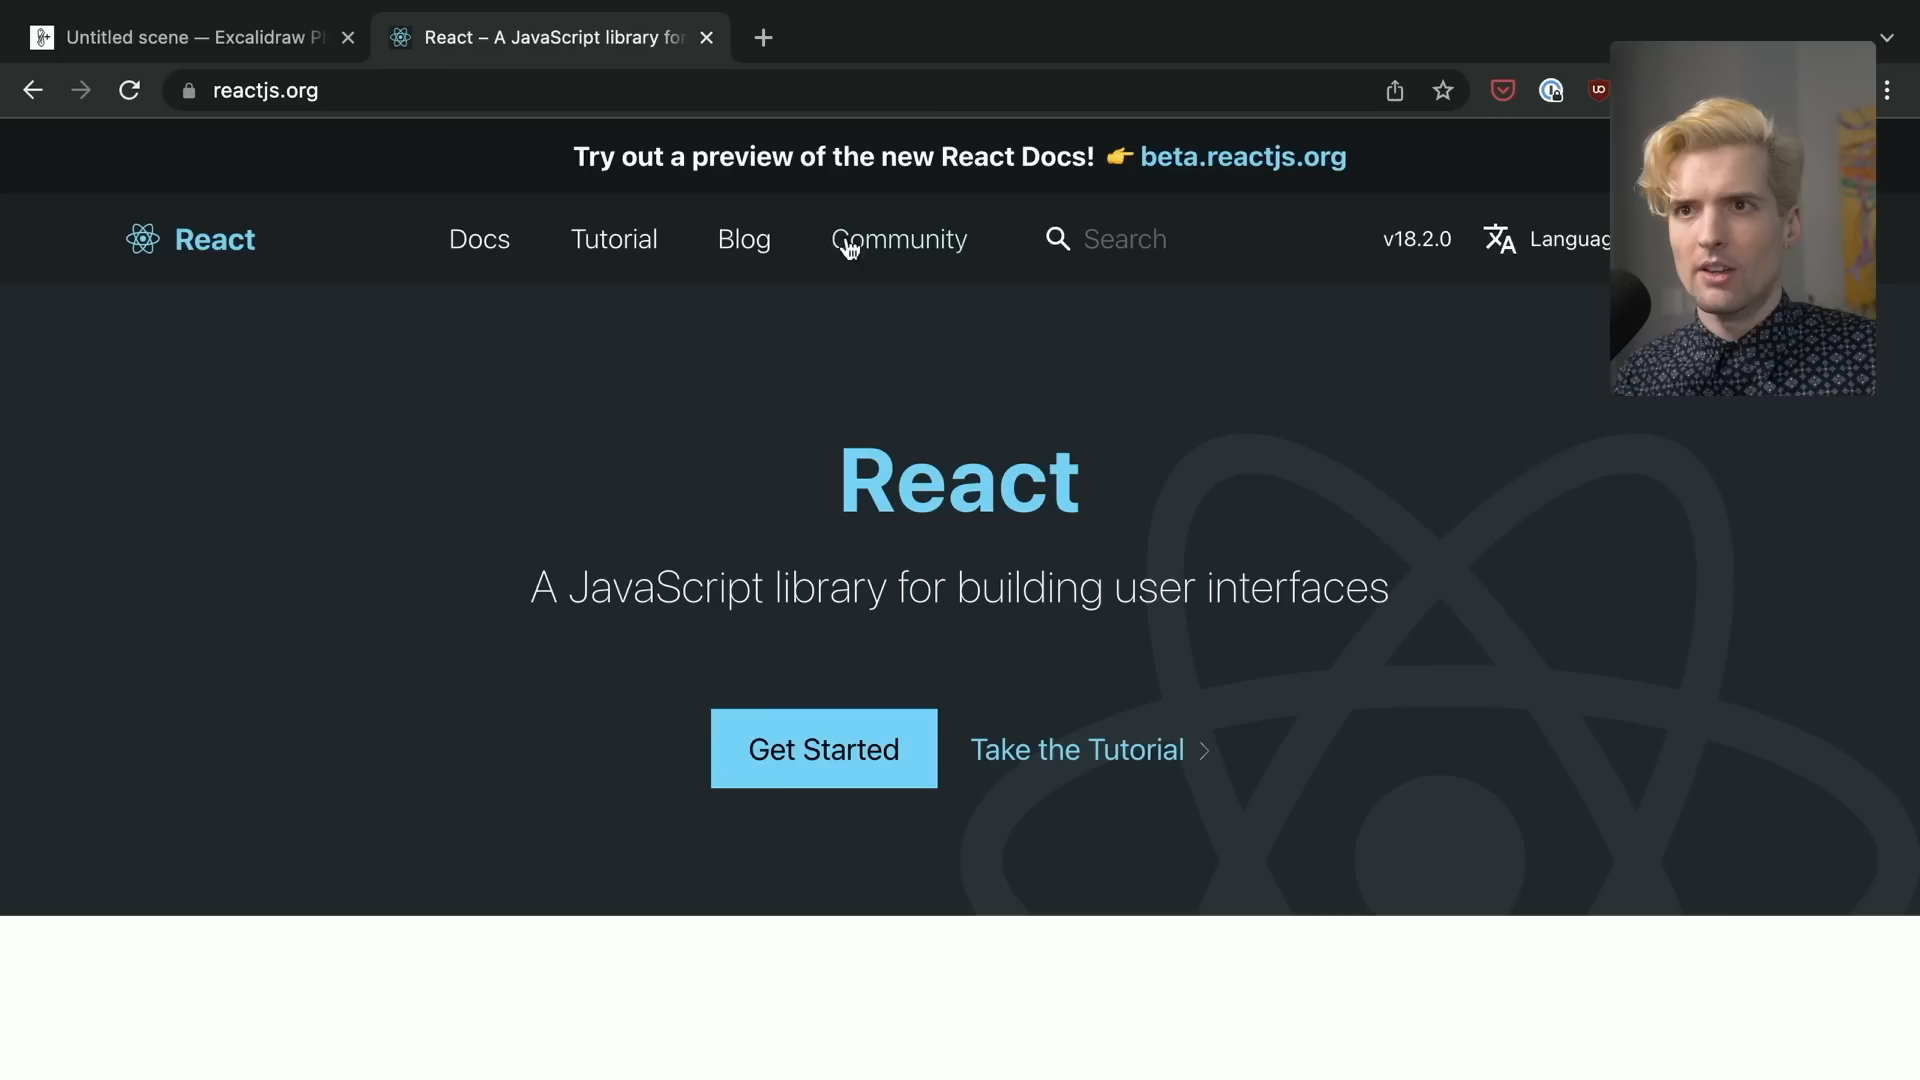 Untitled scene — Excalidraw Pl
React – A JavaScript library for
reactjs.org
Try out a preview of the new React Docs! 👉 beta.reactjs.org
React
Docs
Tutorial
Blog
Community
Search
v18.2.0
Languag
React
A JavaScript library for building user interfaces
Get Started
Take the Tutorial